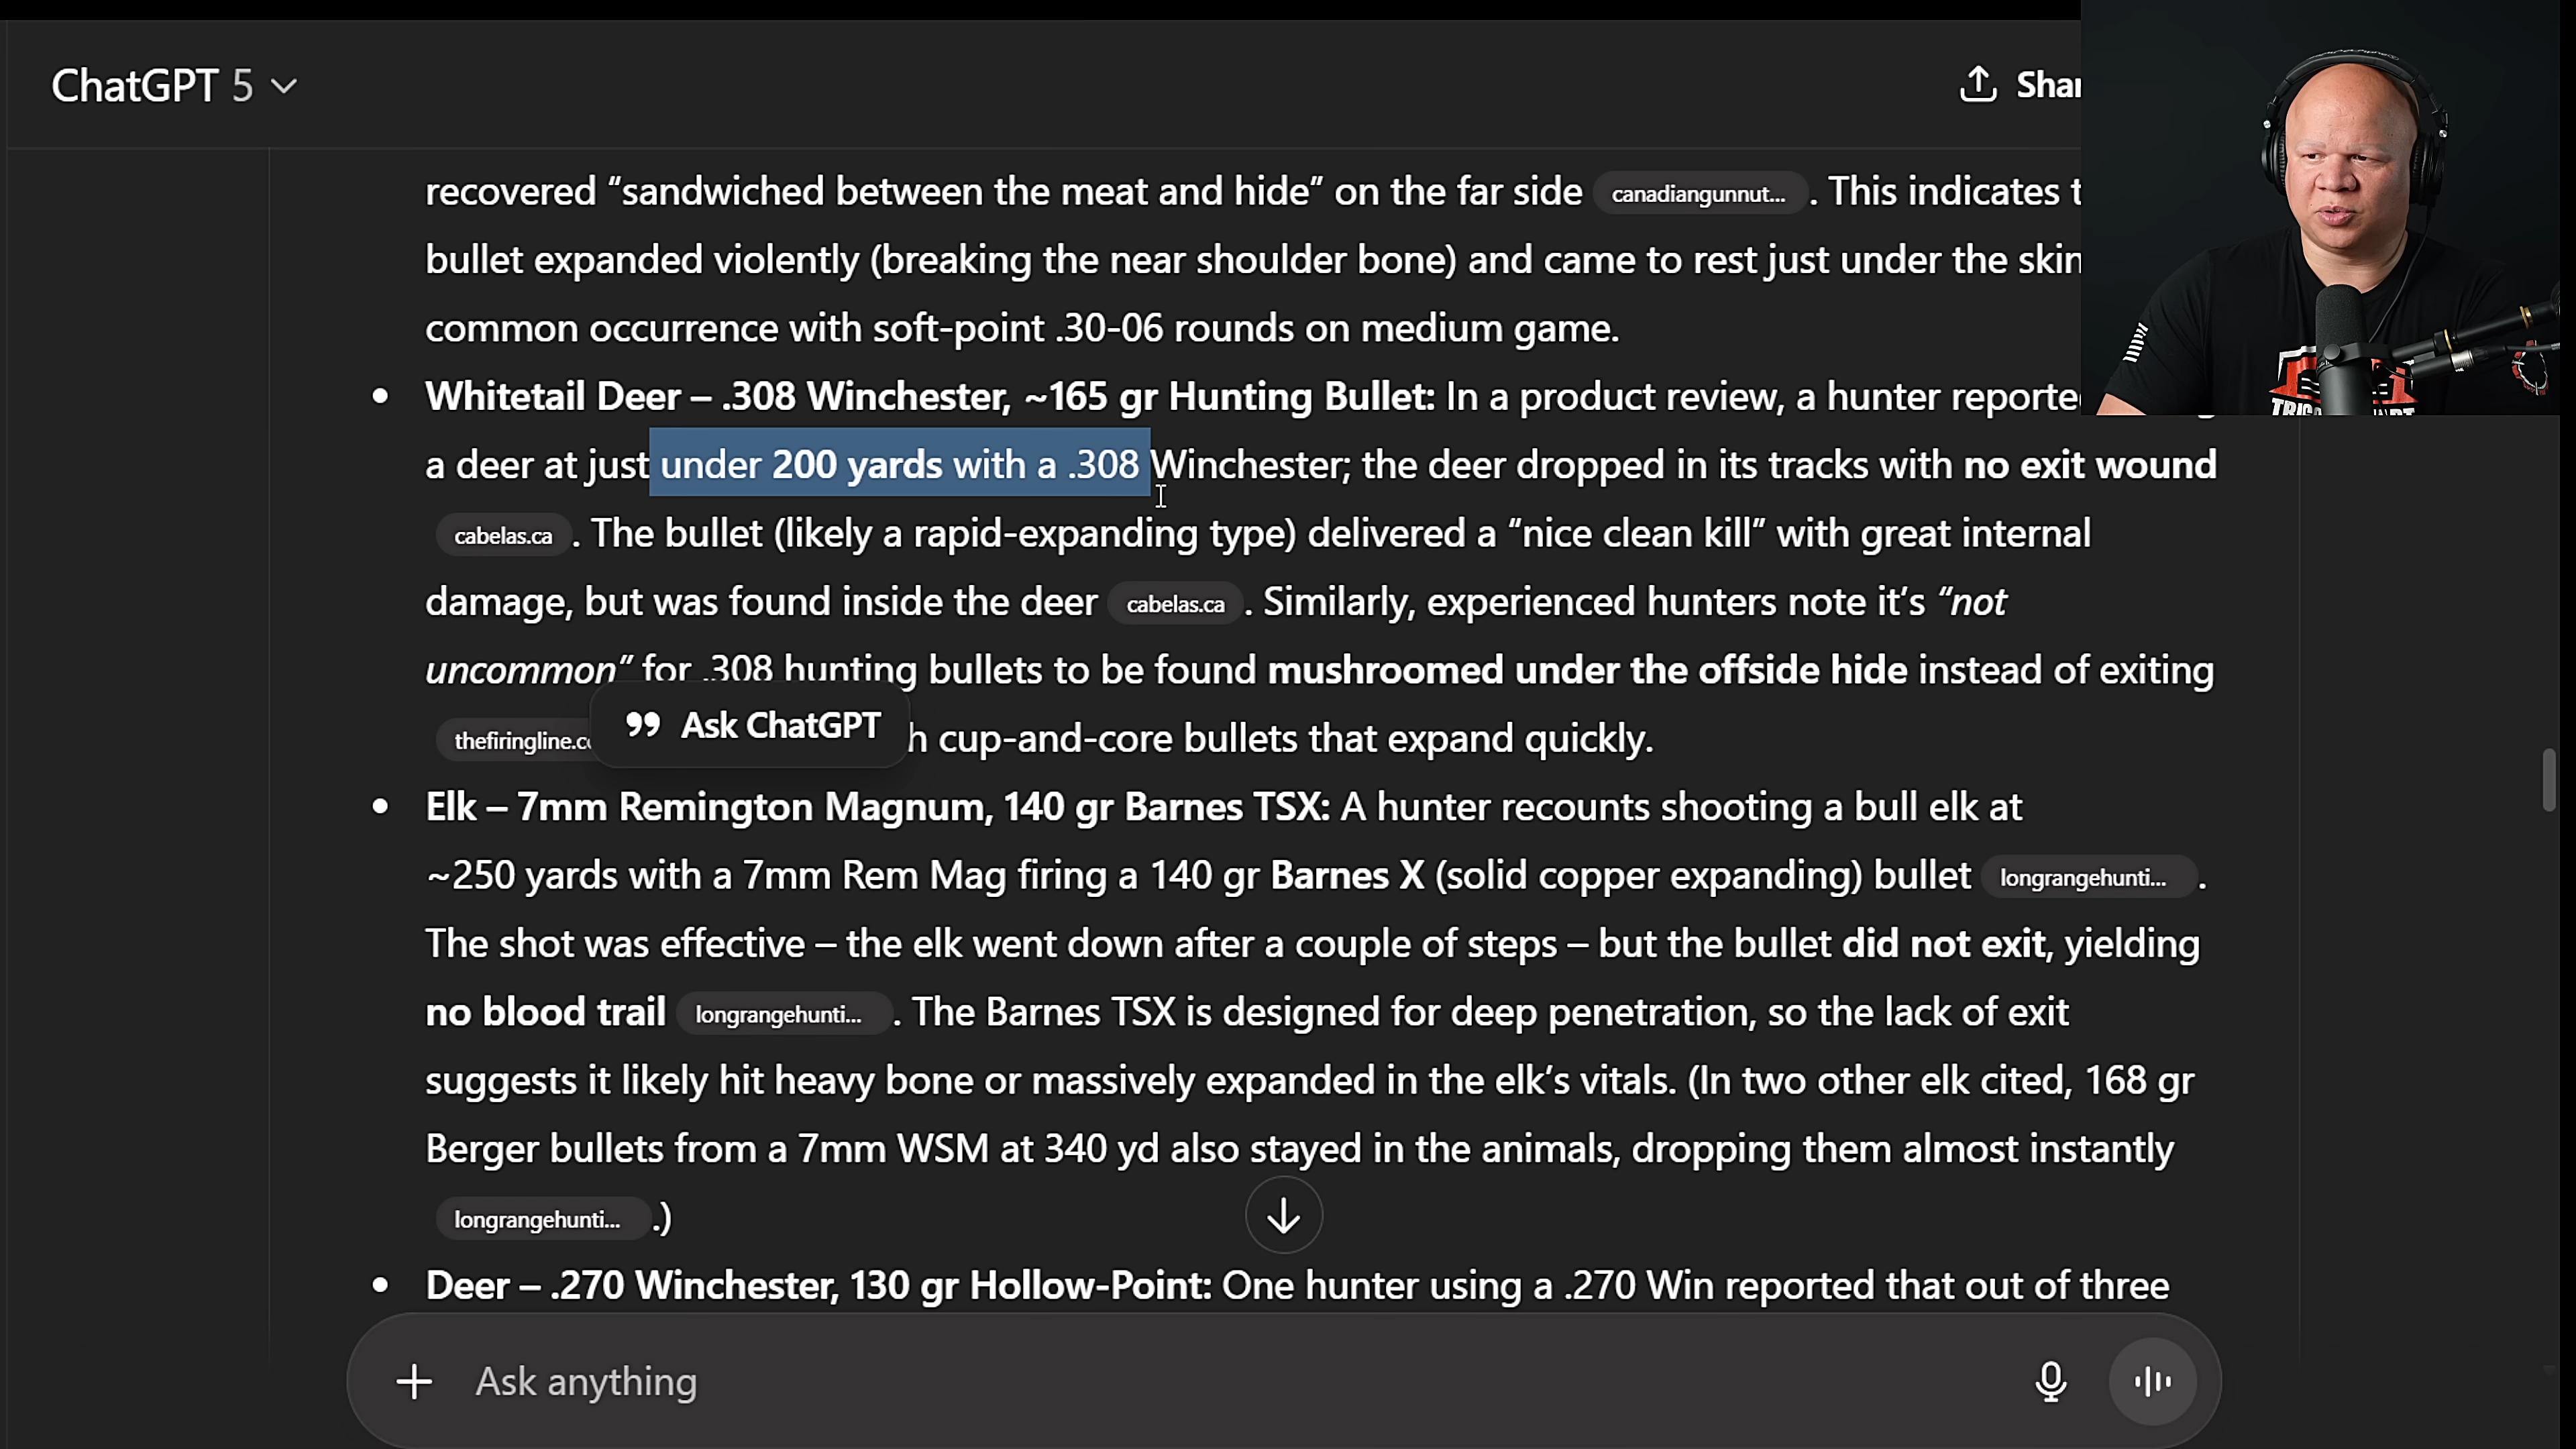 ChatGPT 5
Shar
recovered “sandwiched between the meat and hide” on the far side canadiangunnut... . This indicates t
bullet expanded violently (breaking the near shoulder bone) and came to rest just under the skin
common occurrence with soft-point .30-06 rounds on medium game.
• Whitetail Deer – .308 Winchester, ~165 gr Hunting Bullet: In a product review, a hunter reporte
a deer at just under 200 yards with a .308 Winchester; the deer dropped in its tracks with no exit wound
cabelas.ca . The bullet (likely a rapid-expanding type) delivered a “nice clean kill” with great internal
damage, but was found inside the deer cabelas.ca . Similarly, experienced hunters note it’s “not
uncommon” for .308 hunting bullets to be found mushroomed under the offside hide instead of exiting
thefiringline.c h cup-and-core bullets that expand quickly.
Ask ChatGPT
• Elk – 7mm Remington Magnum, 140 gr Barnes TSX: A hunter recounts shooting a bull elk at
~250 yards with a 7mm Rem Mag firing a 140 gr Barnes X (solid copper expanding) bullet longrangehunti... .
The shot was effective – the elk went down after a couple of steps – but the bullet did not exit, yielding
no blood trail longrangehunti... . The Barnes TSX is designed for deep penetration, so the lack of exit
suggests it likely hit heavy bone or massively expanded in the elk’s vitals. (In two other elk cited, 168 gr
Berger bullets from a 7mm WSM at 340 yd also stayed in the animals, dropping them almost instantly
longrangehunti... .)
• Deer – .270 Winchester, 130 gr Hollow-Point: One hunter using a .270 Win reported that out of three
Ask anything